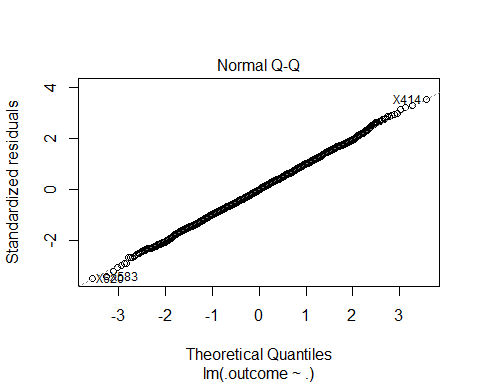 Normal Q-Q
Standardized residuals
4
2
0
-2
X414
X583
-3 -2 -1 0 1 2 3
Theoretical Quantiles
lm(.outcome ~ .)